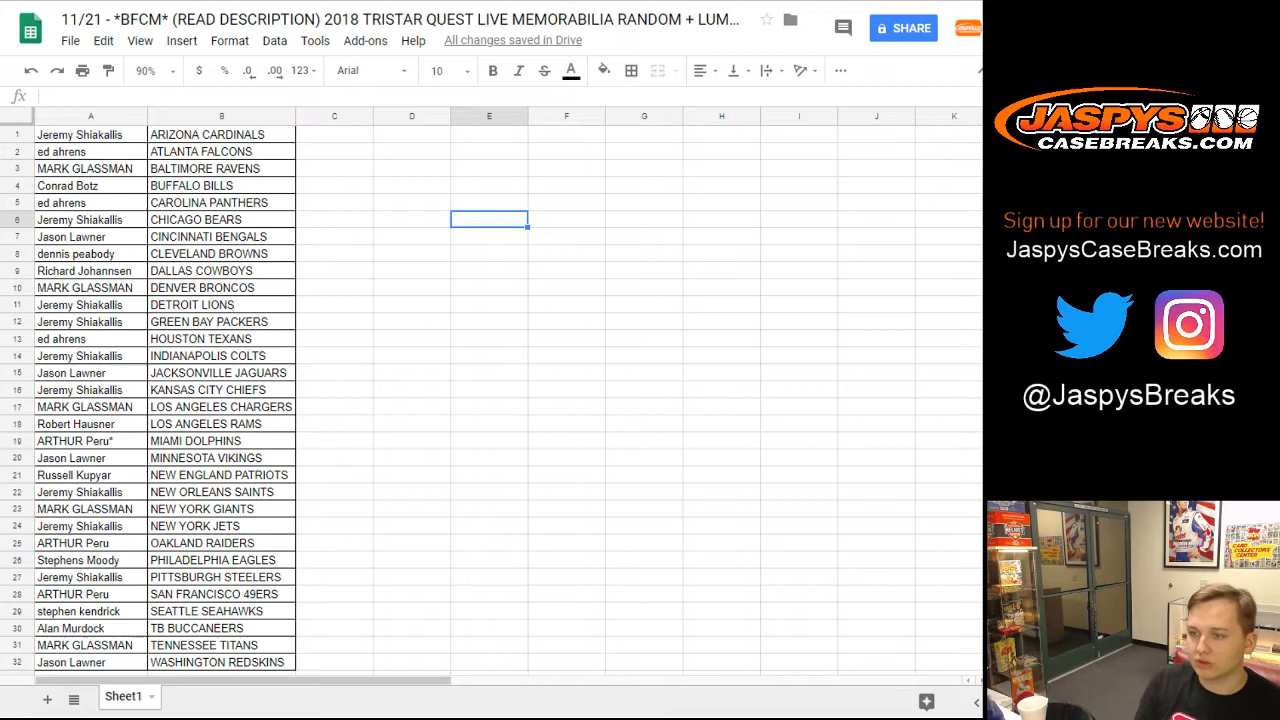 11/21 - *BFCM* (READ DESCRIPTION) 2018 TRISTAR QUEST LIVE MEMORABILIA RANDOM + LUM...
File Edit View Insert Format Data Tools Add-ons Help All changes saved in Drive
SHARE
90% $ % .0 .00 123 Arial 10 B I S A
fx
A B C D E F G H I J K
1 Jeremy Shiakallis ARIZONA CARDINALS
2 ed ahrens ATLANTA FALCONS
3 MARK GLASSMAN BALTIMORE RAVENS
4 Conrad Botz BUFFALO BILLS
5 ed ahrens CAROLINA PANTHERS
6 Jeremy Shiakallis CHICAGO BEARS
7 Jason Lawner CINCINNATI BENGALS
8 dennis peabody CLEVELAND BROWNS
9 Richard Johannsen DALLAS COWBOYS
10 MARK GLASSMAN DENVER BRONCOS
11 Jeremy Shiakallis DETROIT LIONS
12 Jeremy Shiakallis GREEN BAY PACKERS
13 ed ahrens HOUSTON TEXANS
14 Jeremy Shiakallis INDIANAPOLIS COLTS
15 Jason Lawner JACKSONVILLE JAGUARS
16 Jeremy Shiakallis KANSAS CITY CHIEFS
17 MARK GLASSMAN LOS ANGELES CHARGERS
18 Robert Hausner LOS ANGELES RAMS
19 ARTHUR Peru* MIAMI DOLPHINS
20 Jason Lawner MINNESOTA VIKINGS
21 Russell Kupyar NEW ENGLAND PATRIOTS
22 Jeremy Shiakallis NEW ORLEANS SAINTS
23 MARK GLASSMAN NEW YORK GIANTS
24 Jeremy Shiakallis NEW YORK JETS
25 ARTHUR Peru OAKLAND RAIDERS
26 Stephens Moody PHILADELPHIA EAGLES
27 Jeremy Shiakallis PITTSBURGH STEELERS
28 ARTHUR Peru SAN FRANCISCO 49ERS
29 stephen kendrick SEATTLE SEAHAWKS
30 Alan Murdock TB BUCCANEERS
31 MARK GLASSMAN TENNESSEE TITANS
32 Jason Lawner WASHINGTON REDSKINS
Sheet1
JASPYS
CASEBREAKS.COM
Sign up for our new website!
JaspysCaseBreaks.com
@JaspysBreaks
CARD
COLLECTORS
CENTER